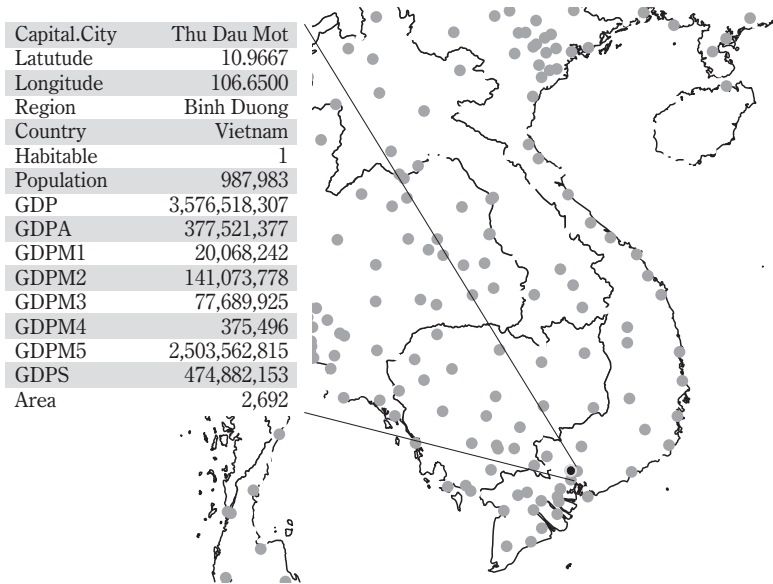 Capital.City Thu Dau Mot
Latutude 10.9667
Longitude 106.6500
Region Binh Duong
Country Vietnam
Habitable 1
Population 987,983
GDP 3,576,518,307
GDPA 377,521,377
GDPM1 20,068,242
GDPM2 141,073,778
GDPM3 77,689,925
GDPM4 375,496
GDPM5 2,503,562,815
GDPS 474,882,153
Area 2,692